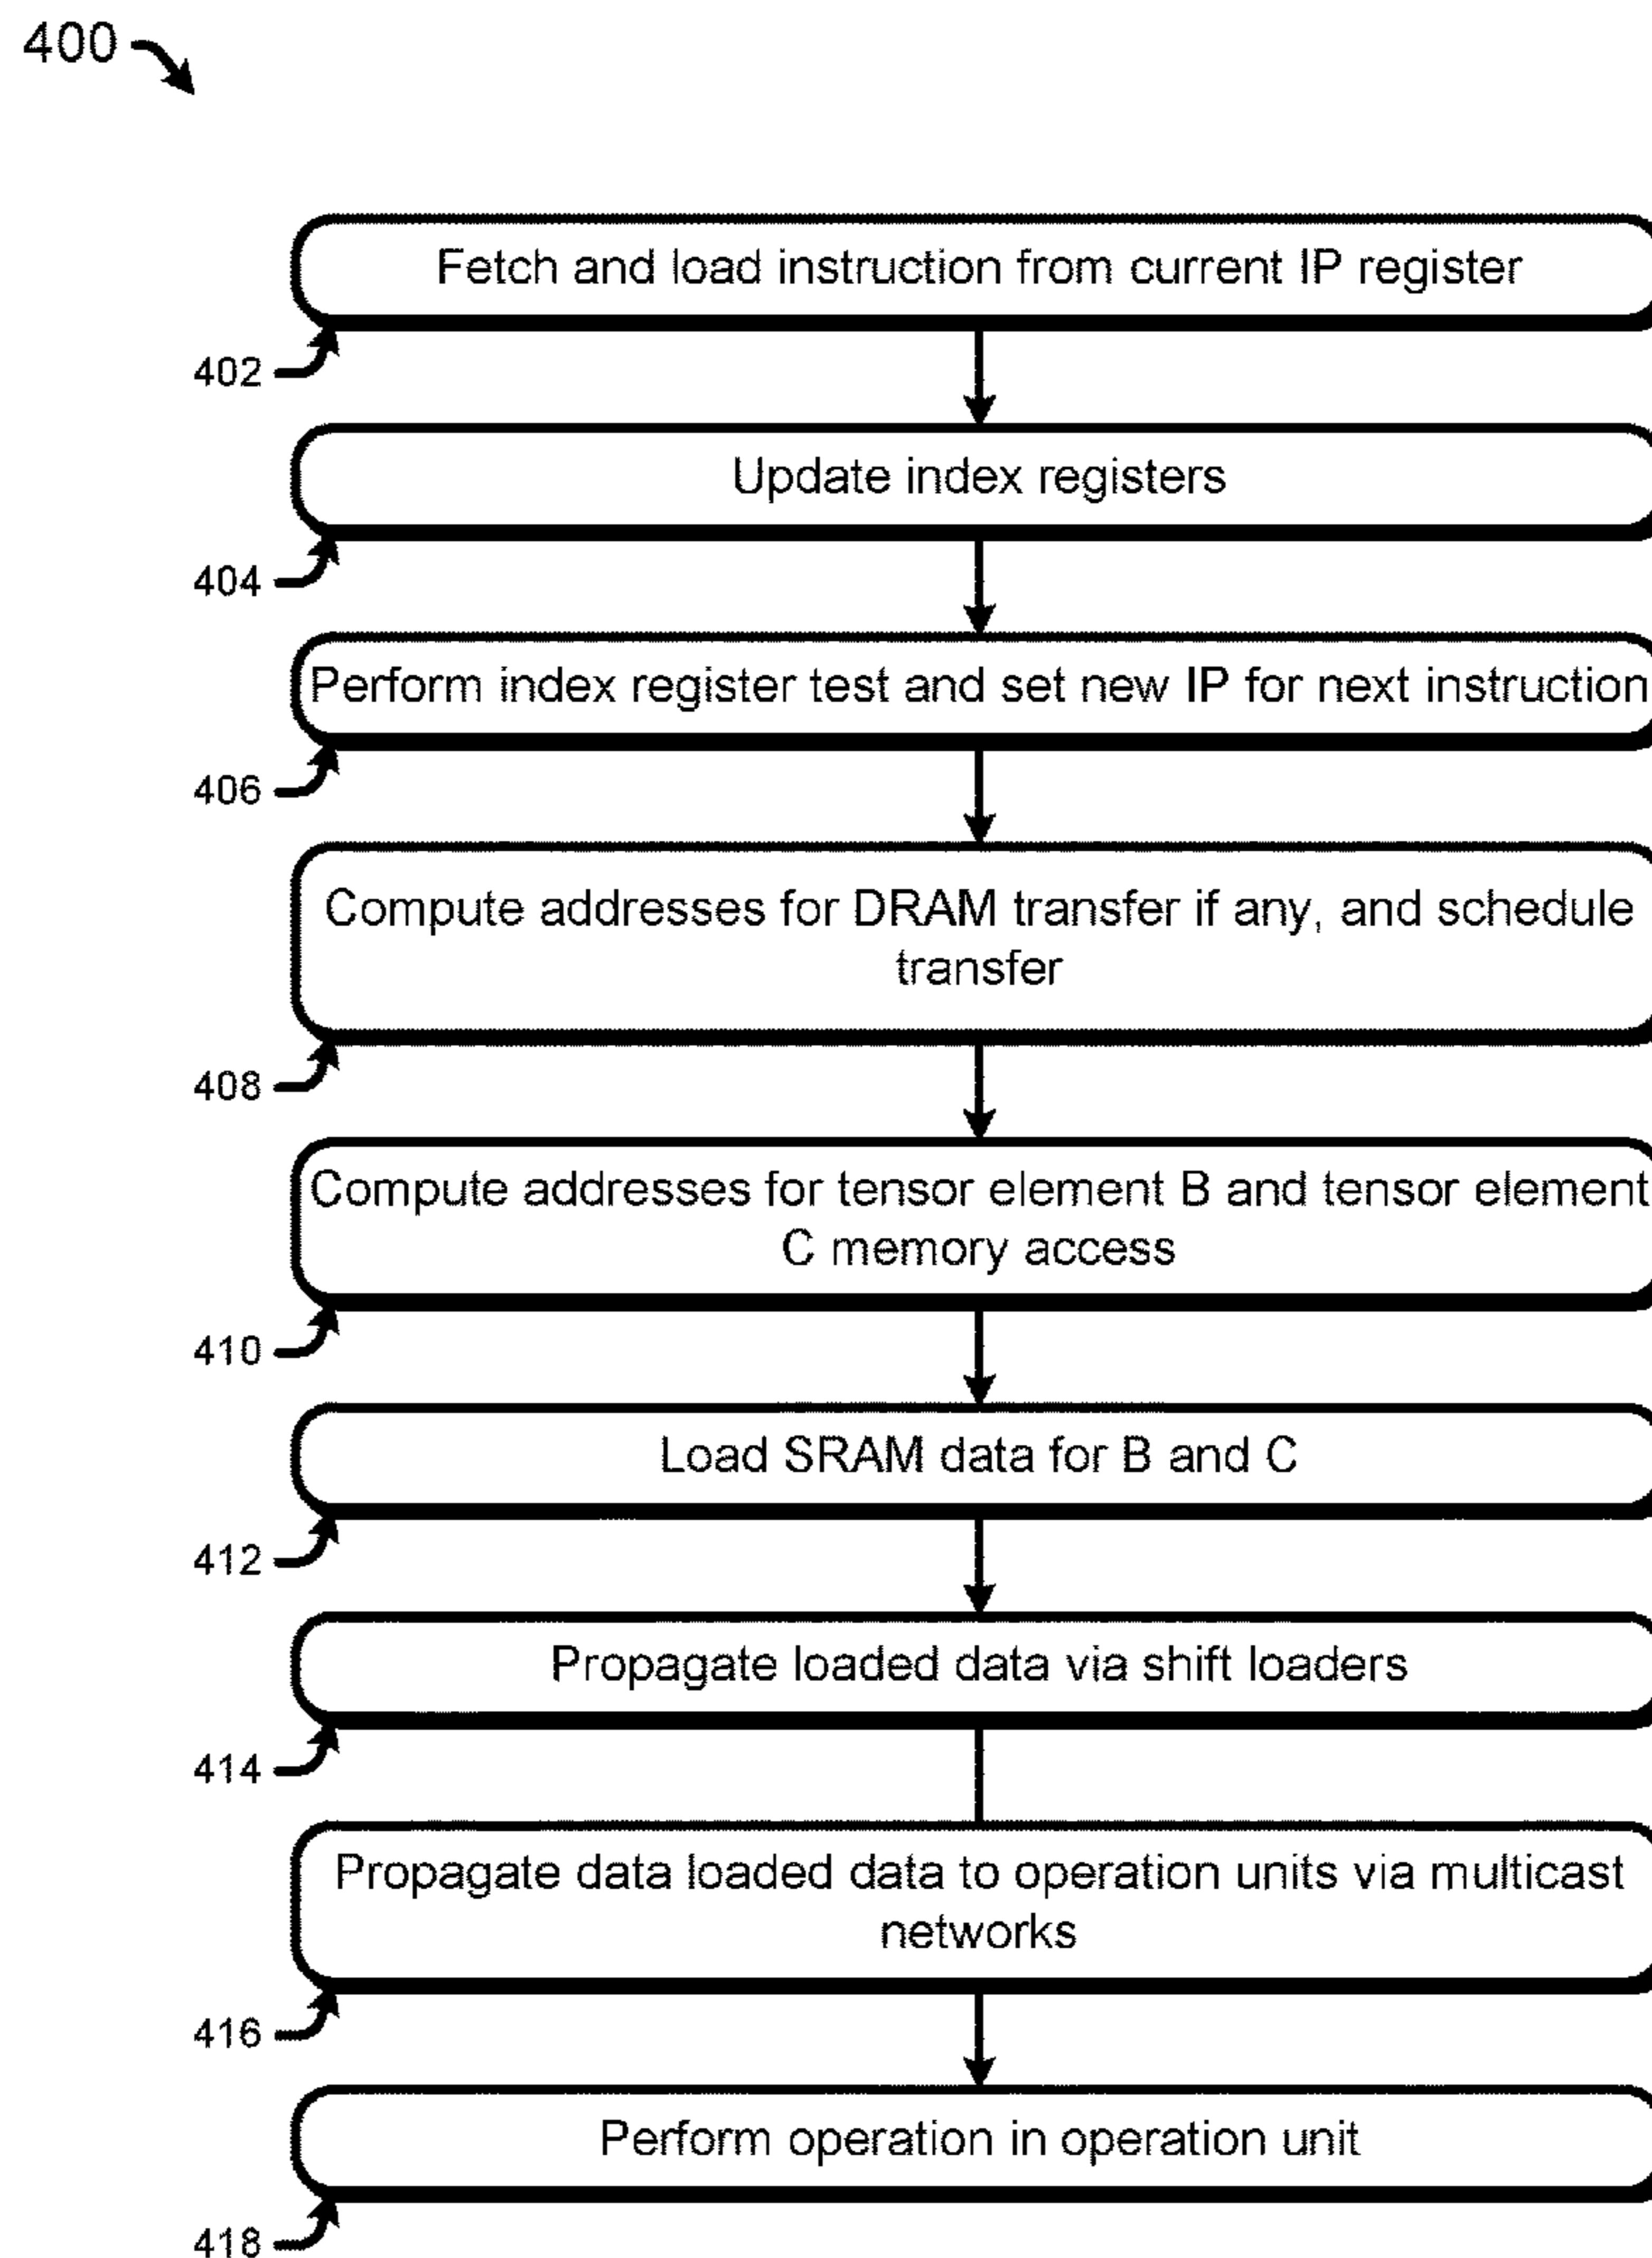 400
Fetch and load instruction from current IP register
402
Update index registers
404
Perform index register test and set new IP for next instruction
406
Compute addresses for DRAM transfer if any, and schedule
transfer
408
Compute addresses for tensor element B and tensor element
C memory access
410
Load SRAM data for B and C
412
Propagate loaded data via shift loaders
414
Propagate data loaded data to operation units via multicast
networks
416
Perform operation in operation unit
418